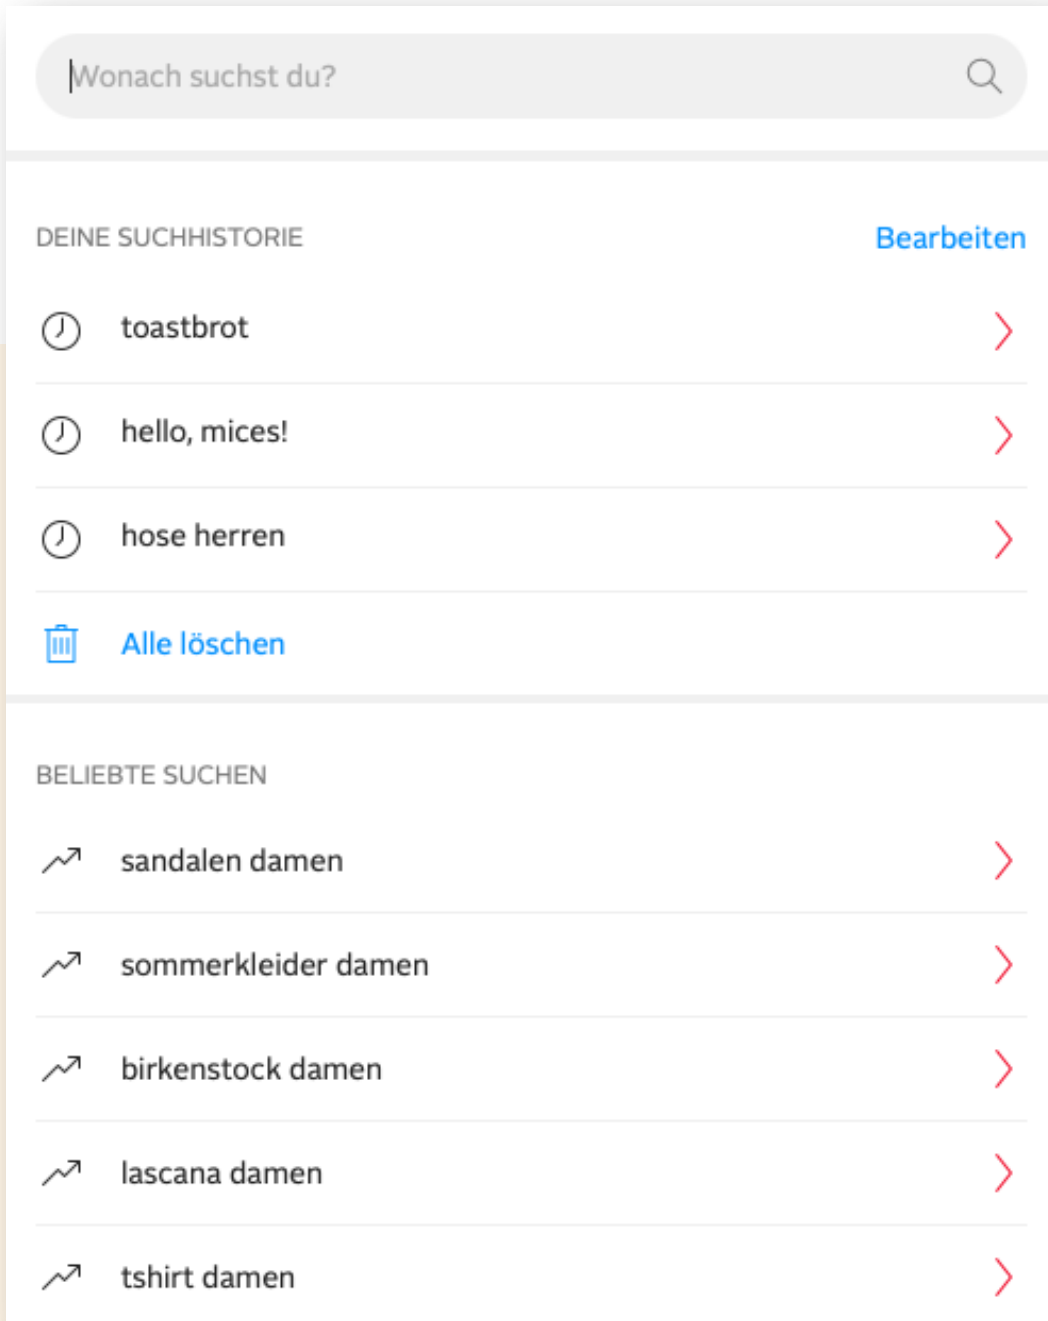 Wonach suchst du?
DEINE SUCHHISTORIE
Bearbeiten
toastbrot
hello, mices!
hose herren
Alle löschen
BELIEBTE SUCHEN
sandalen damen
sommerkleider damen
birkenstock damen
lascana damen
tshirt damen